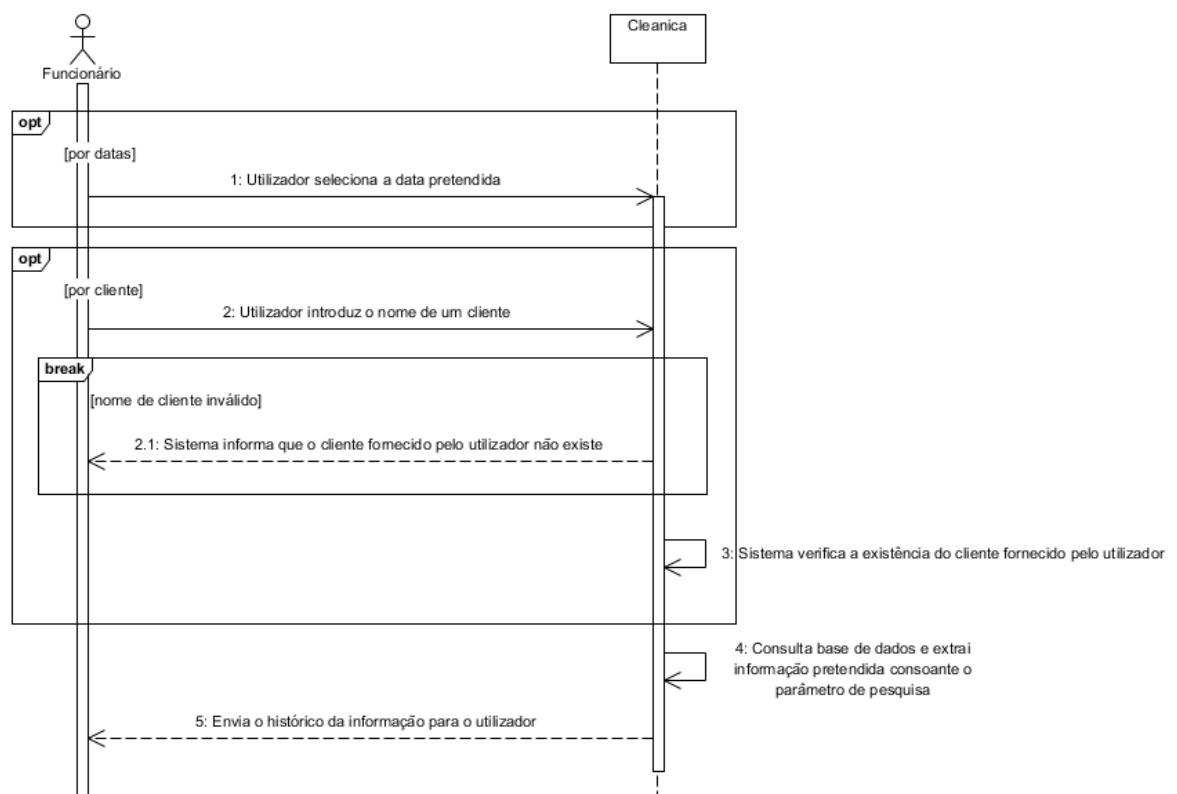 Funcionário
Cleanica
opt
[por datas]
1: Utilizador seleciona a data pretendida
opt
[por cliente]
2: Utilizador introduz o nome de um cliente
break
[nome de cliente inválido]
2.1: Sistema informa que o cliente fornecido pelo utilizador não existe
3: Sistema verifica a existência do cliente fornecido pelo utilizador
4: Consulta base de dados e extrai
informação pretendida consoante o
parâmetro de pesquisa
5: Envia o histórico da informação para o utilizador